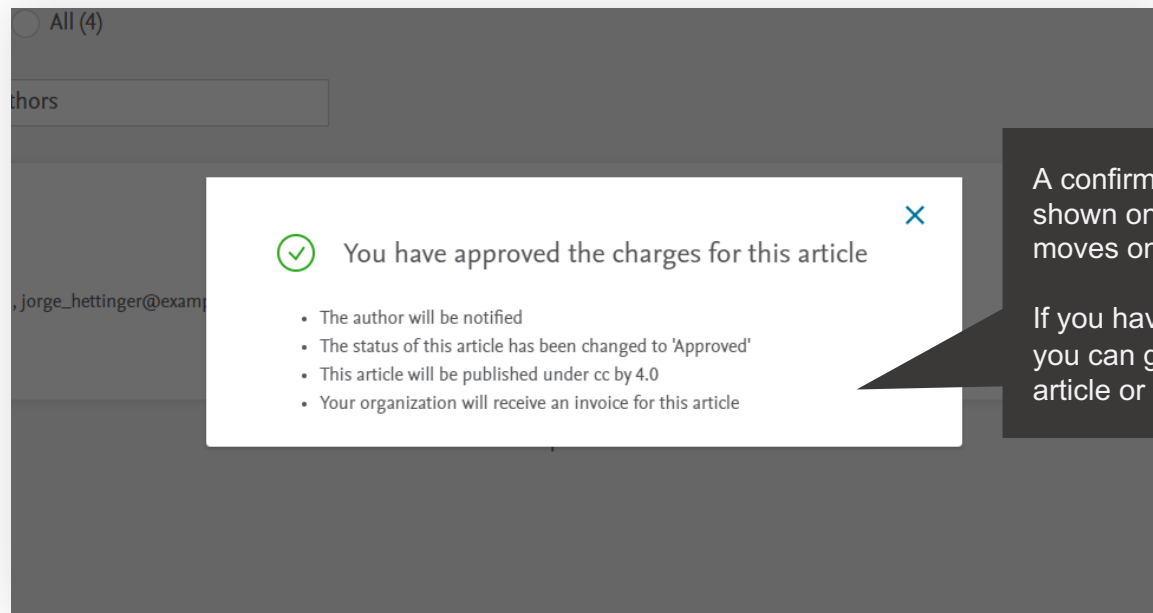 All (4)
thors
You have approved the charges for this article
, jorge_hettinger@examp
• The author will be notified
• The status of this article has been changed to 'Approved'
• This article will be published under cc by 4.0
• Your organization will receive an invoice for this article
A confirm
shown on
moves on
If you hav
you can g
article or